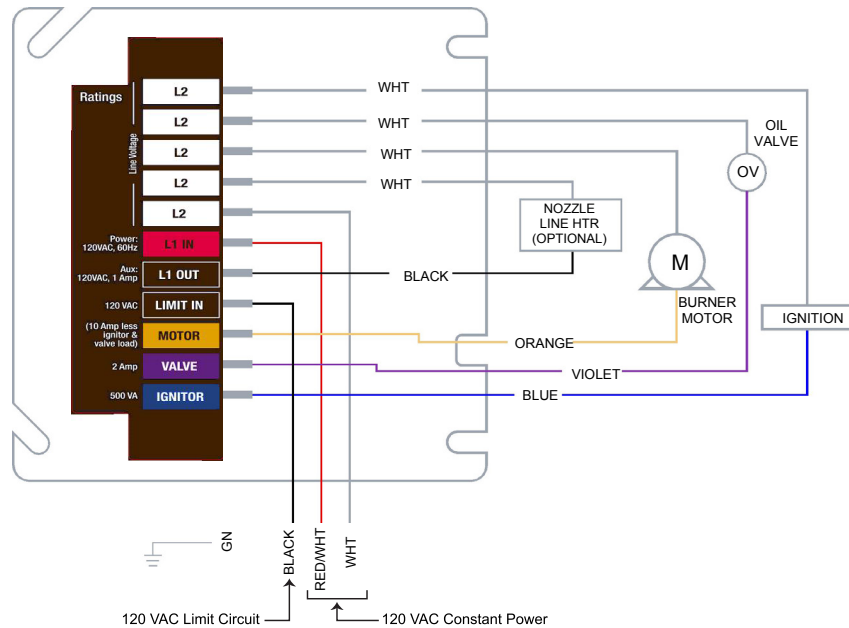 Ratings
Line Voltage
L2
L2
L2
L2
L2
Power:
120VAC, 60Hz
L1 IN
Aux:
120VAC, 1 Amp
L1 OUT
120 VAC
LIMIT IN
(10 Amp less
ignitor &
valve load)
MOTOR
2 Amp
VALVE
500 VA
IGNITOR
WHT
WHT
WHT
WHT
BLACK
ORANGE
VIOLET
BLUE
NOZZLE
LINE HTR
(OPTIONAL)
OIL
VALVE
OV
M
BURNER
MOTOR
IGNITION
GN
BLACK
RED/WHT
WHT
120 VAC Limit Circuit
120 VAC Constant Power